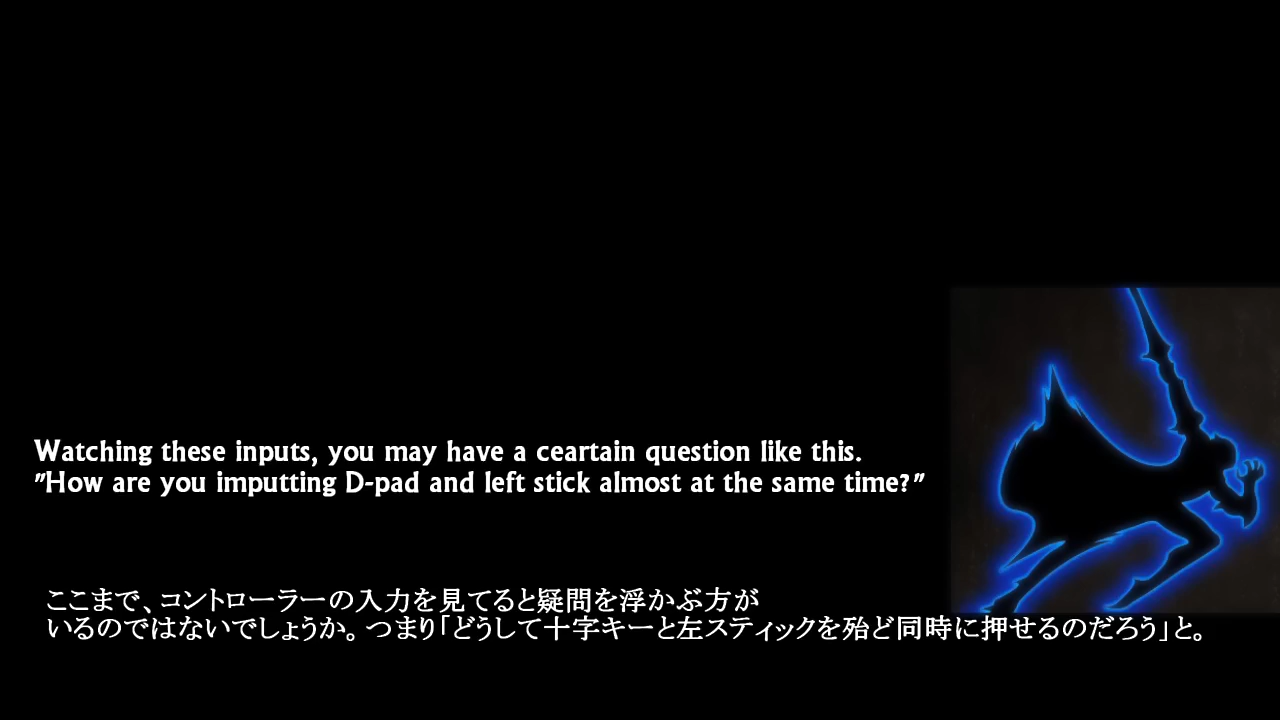 Watching these inputs, you may have a ceartain question like this.
"How are you imputting D-pad and left stick almost at the same time?"
ここまで、コントローラーの入力を見てると疑問を浮かぶ方が
いるのではないでしょうか。つまり「どうして十字キーと左スティックを殆ど同時に押せるのだろう」と。